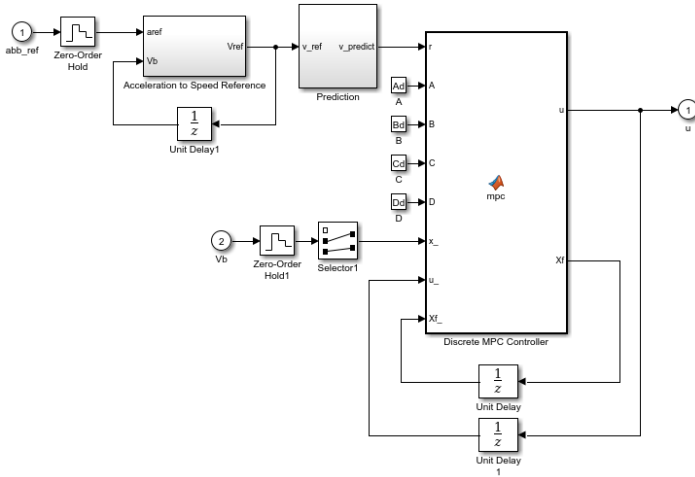 1
abb_ref
Zero-Order
Hold
aref
Vb
Vref
Acceleration to Speed Reference
1
z
Unit Delay1
v_ref
v_predict
Prediction
r
Ad
A
A
Bd
B
B
Cd
C
C
Dd
D
D
2
Vb
Zero-Order
Hold1
Selector1
x_
u_
Xf_
mpc
u
Xf
Discrete MPC Controller
1
u
1
z
Unit Delay
1
z
Unit Delay
1